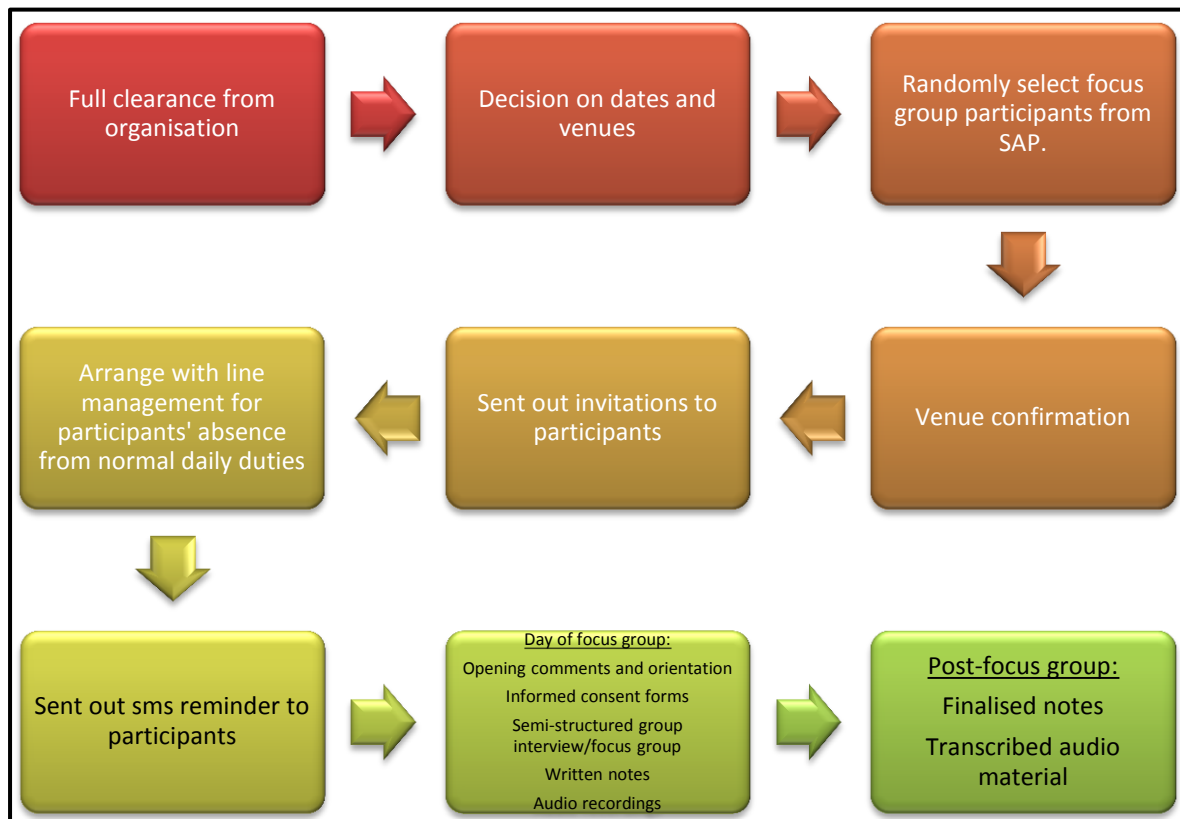 Full clearance from
organisation
Decision on dates and
venues
Randomly select focus
group participants from
SAP.
Venue confirmation
Sent out invitations to
participants
Arrange with line
management for
participants' absence
from normal daily duties
Sent out sms reminder to
participants
Day of focus group:
Opening comments and orientation
Informed consent forms
Semi-structured group
interview/focus group
Written notes
Audio recordings
Post-focus group:
Finalised notes
Transcribed audio
material